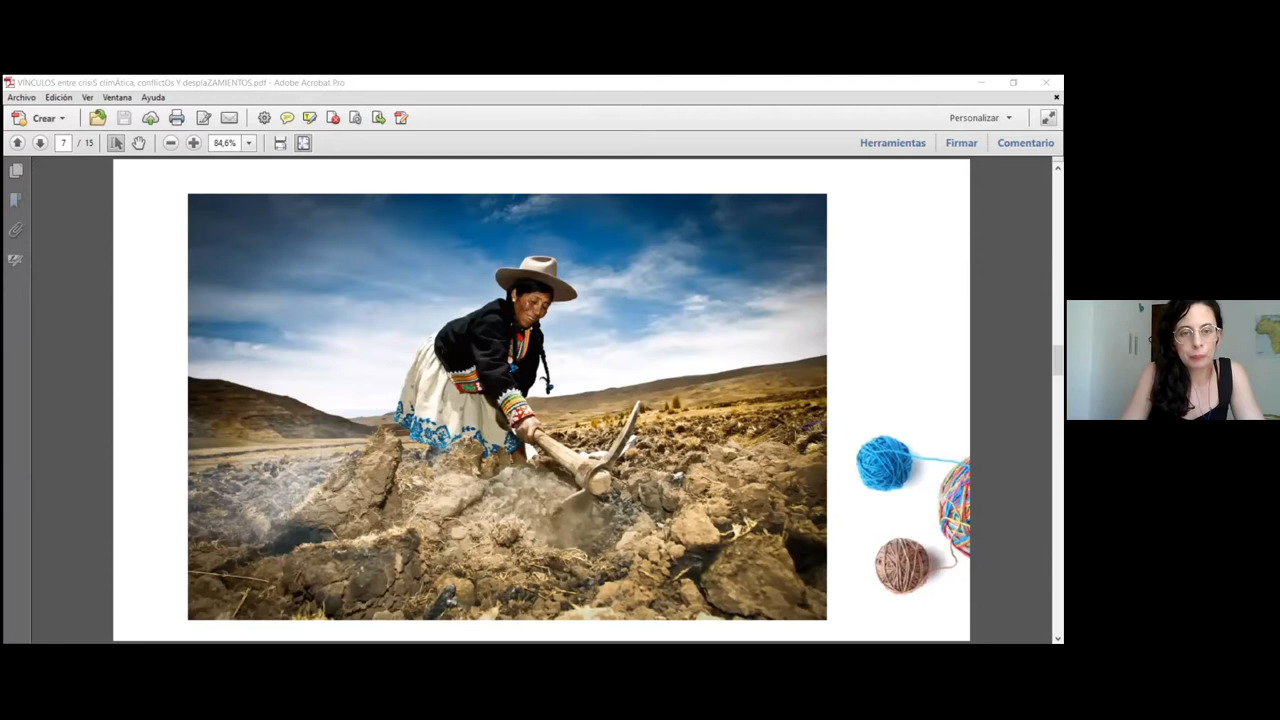 VÍNCULOS entre crisiS climÁtica, conflictOs Y desplaZAMIENTOS.pdf - Adobe Acrobat Pro
Archivo Edición Ver Ventana Ayuda
Crear Personalizar
7 / 15 84,6% Herramientas Firmar Comentario